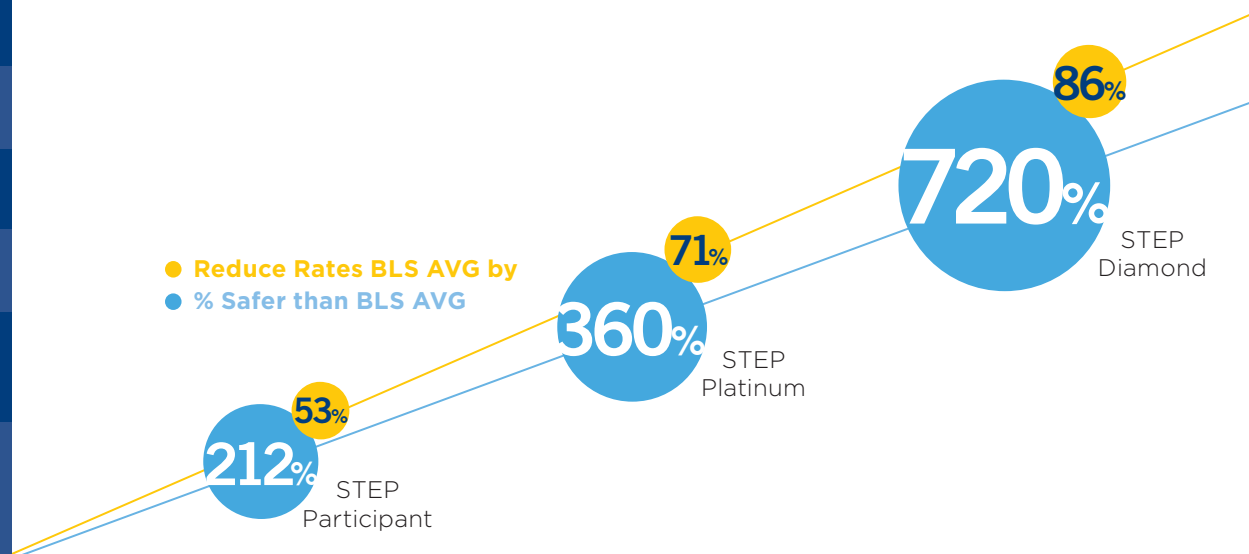 86%
720%
STEP
Diamond
71%
Reduce Rates BLS AVG by
% Safer than BLS AVG
360%
STEP
Platinum
53%
212%
STEP
Participant